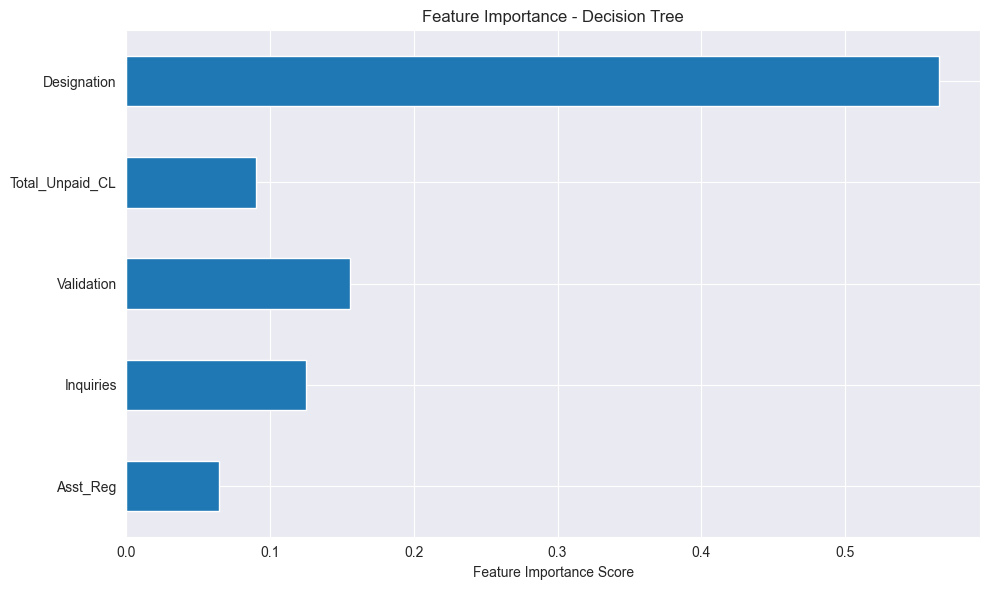 Feature Importance - Decision Tree
Designation
Total_Unpaid_CL
Validation
Inquiries
Asst_Reg
0.0 0.1 0.2 0.3 0.4 0.5
Feature Importance Score